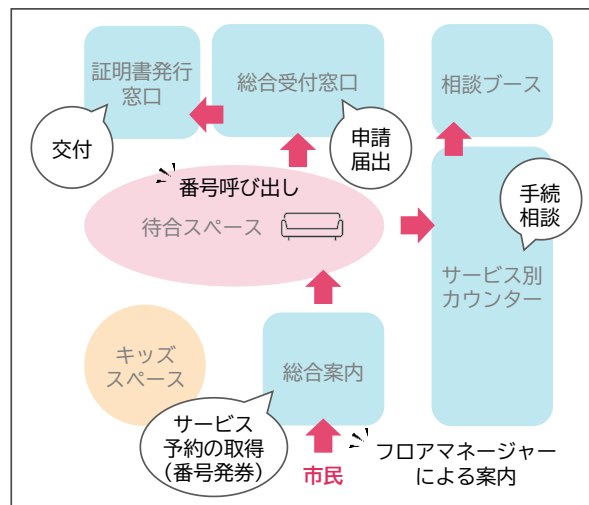 証明書発行
窓口
総合受付窓口
相談ブース
交付
申請
届出
番号呼び出し
待合スペース
手続
相談
サービス別
カウンター
キッズ
スペース
総合案内
サービス
予約の取得
(番号発券)
市民
フロアマネージャー
による案内